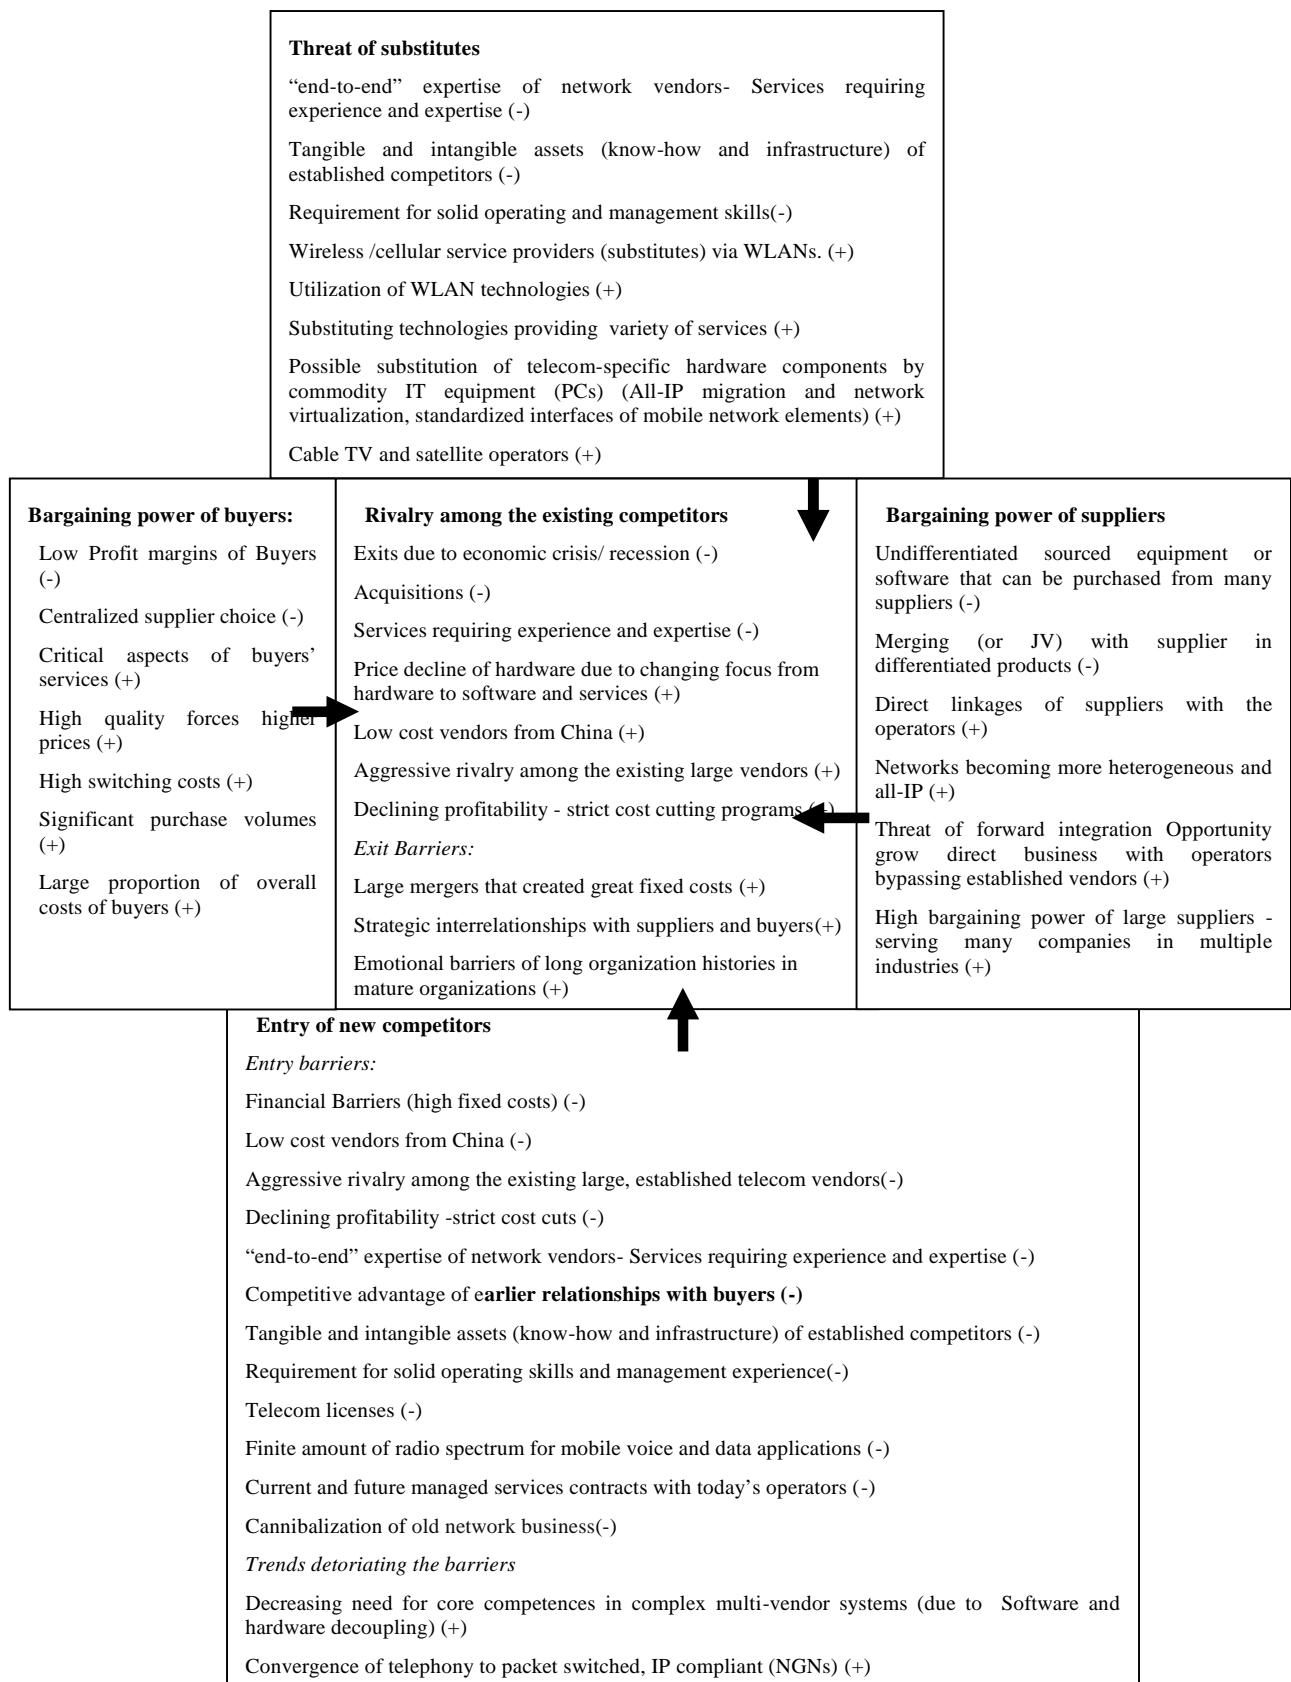 Threat of substitutes
“end-to-end” expertise of network vendors- Services requiring
experience and expertise (-)
Tangible and intangible assets (know-how and infrastructure) of
established competitors (-)
Requirement for solid operating and management skills(-)
Wireless /cellular service providers (substitutes) via WLANs. (+)
Utilization of WLAN technologies (+)
Substituting technologies providing variety of services (+)
Possible substitution of telecom-specific hardware components by
commodity IT equipment (PCs) (All-IP migration and network
virtualization, standardized interfaces of mobile network elements) (+)
Cable TV and satellite operators (+)
Bargaining power of buyers:
Low Profit margins of Buyers
(-)
Centralized supplier choice (-)
Critical aspects of buyers’
services (+)
High quality forces higher
prices (+)
High switching costs (+)
Significant purchase volumes
(+)
Large proportion of overall
costs of buyers (+)
Rivalry among the existing competitors
Exits due to economic crisis/ recession (-)
Acquisitions (-)
Services requiring experience and expertise (-)
Price decline of hardware due to changing focus from
hardware to software and services (+)
Low cost vendors from China (+)
Aggressive rivalry among the existing large vendors (+)
Declining profitability - strict cost cutting programs (+)
Exit Barriers:
Large mergers that created great fixed costs (+)
Strategic interrelationships with suppliers and buyers(+)
Emotional barriers of long organization histories in
mature organizations (+)
Bargaining power of suppliers
Undifferentiated sourced equipment or
software that can be purchased from many
suppliers (-)
Merging (or JV) with supplier in
differentiated products (-)
Direct linkages of suppliers with the
operators (+)
Networks becoming more heterogeneous and
all-IP (+)
Threat of forward integration Opportunity
grow direct business with operators
bypassing established vendors (+)
High bargaining power of large suppliers -
serving many companies in multiple
industries (+)
Entry of new competitors
Entry barriers:
Financial Barriers (high fixed costs) (-)
Low cost vendors from China (-)
Aggressive rivalry among the existing large, established telecom vendors(-)
Declining profitability -strict cost cuts (-)
“end-to-end” expertise of network vendors- Services requiring experience and expertise (-)
Competitive advantage of earlier relationships with buyers (-)
Tangible and intangible assets (know-how and infrastructure) of established competitors (-)
Requirement for solid operating skills and management experience(-)
Telecom licenses (-)
Finite amount of radio spectrum for mobile voice and data applications (-)
Current and future managed services contracts with today’s operators (-)
Cannibalization of old network business(-)
Trends detoriating the barriers
Decreasing need for core competences in complex multi-vendor systems (due to Software and
hardware decoupling) (+)
Convergence of telephony to packet switched, IP compliant (NGNs) (+)